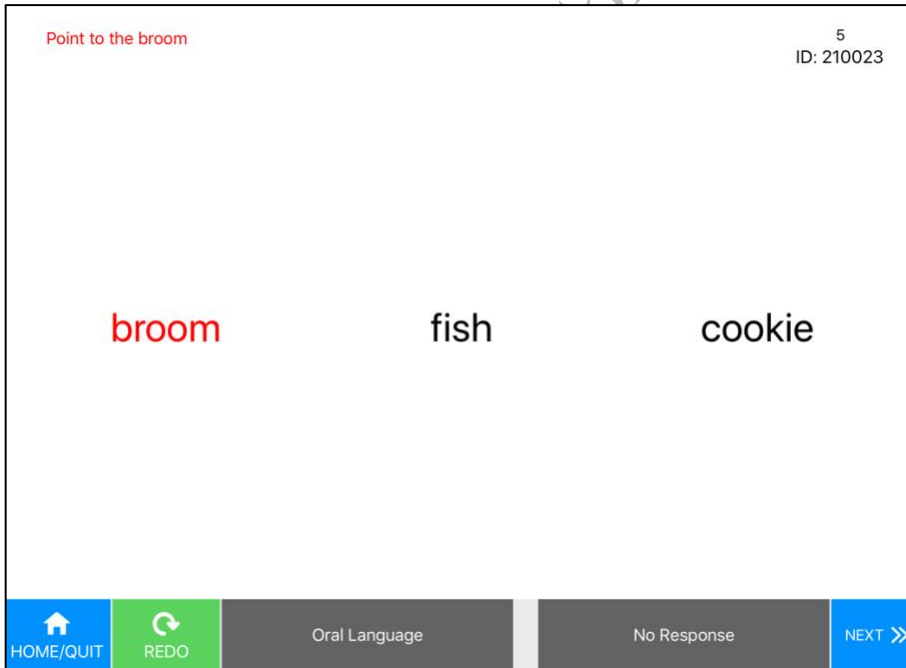 Point to the broom
5
ID: 210023
broom fish cookie
HOME/QUIT REDO Oral Language No Response NEXT